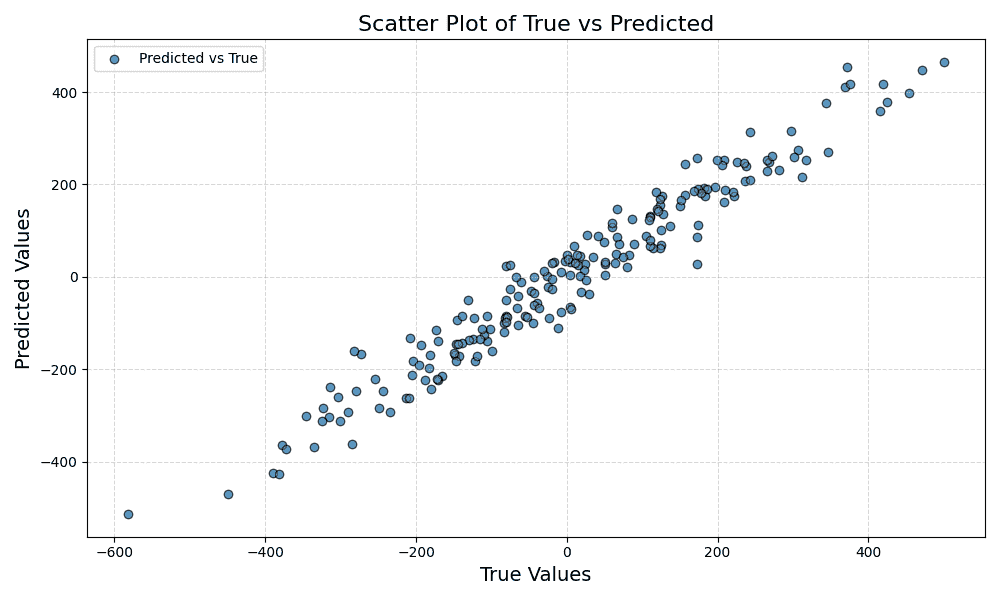 Scatter Plot of True vs Predicted
Predicted vs True
Predicted Values
400
200
0
−200
−400
−600
−400
−200
0
200
400
True Values